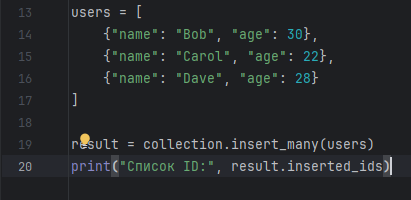 13 users = [
14 {"name": "Bob", "age": 30},
15 {"name": "Carol", "age": 22},
16 {"name": "Dave", "age": 28}
17 ]
18
19 result = collection.insert_many(users)
20 print("Список ID:", result.inserted_ids)